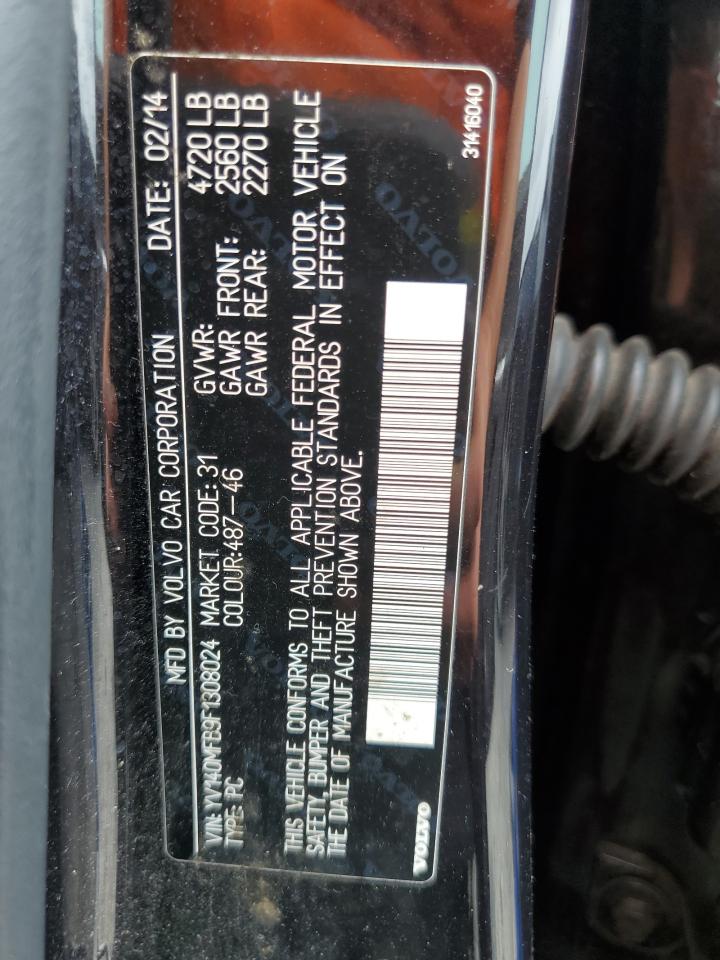 MFD BY VOLVO CAR CORPORATION DATE: 02/14
VIN: YV140MFB9F1308024 MARKET CODE: 31 GVWR: 4720 LB
TYPE: PC COLOUR:487-46 GAWR FRONT: 2560 LB
GAWR REAR: 2270 LB
THIS VEHICLE CONFORMS TO ALL APPLICABLE FEDERAL MOTOR VEHICLE
SAFETY, BUMPER AND THEFT PREVENTION STANDARDS IN EFFECT ON
THE DATE OF MANUFACTURE SHOWN ABOVE.
VOLVO 31416040